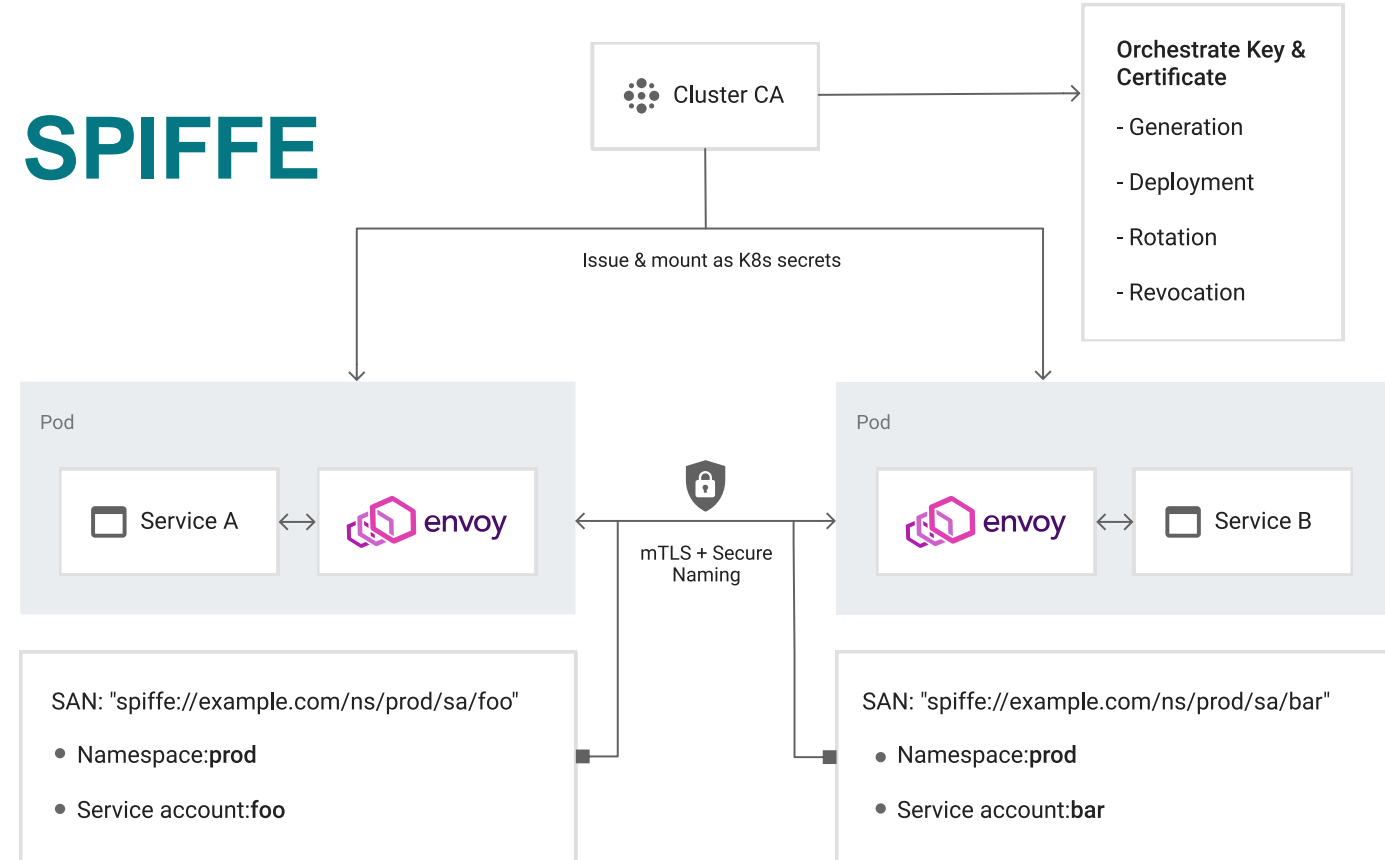 SPIFFE
Cluster CA
Orchestrate Key &
Certificate
- Generation
- Deployment
- Rotation
- Revocation
Issue & mount as K8s secrets
Pod
Service A
envoy
mTLS + Secure
Naming
Pod
envoy
Service B
SAN: "spiffe://example.com/ns/prod/sa/foo"
• Namespace:prod
• Service account:foo
SAN: "spiffe://example.com/ns/prod/sa/bar"
• Namespace:prod
• Service account:bar